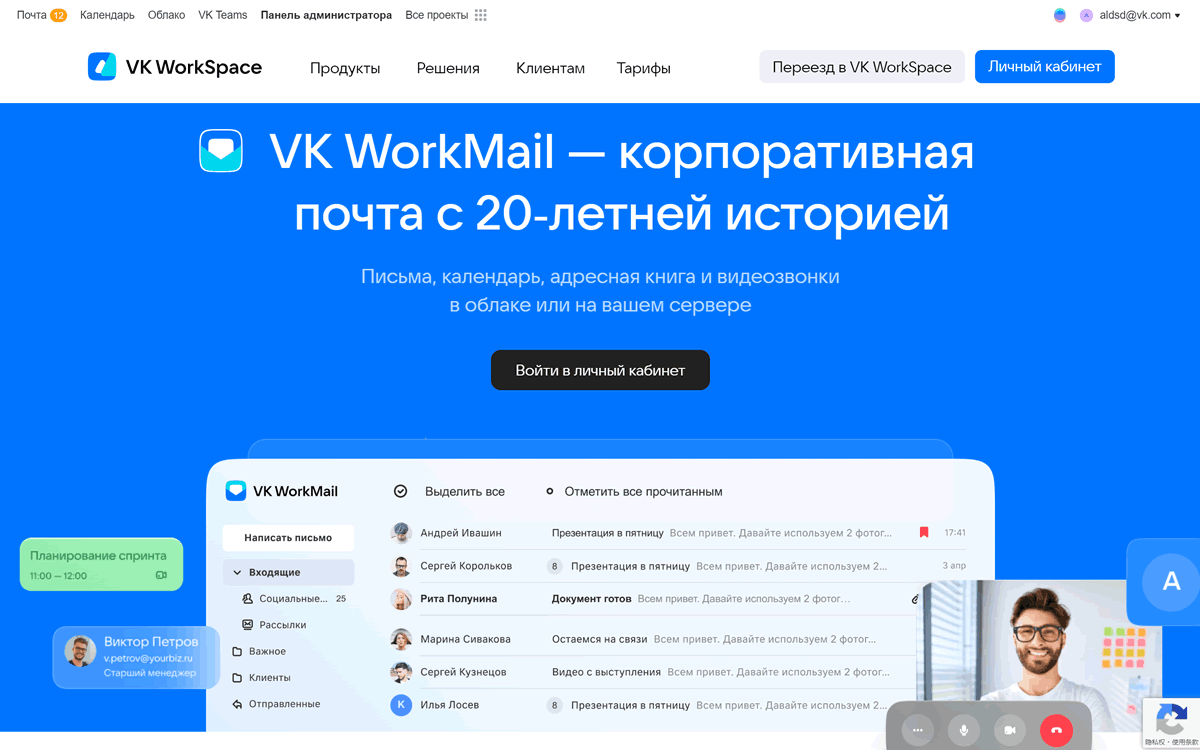 Почта 12 Календарь Облако VK Teams Панель администратора Все проекты aldsd@vk.com
VK WorkSpace Продукты Решения Клиентам Тарифы Переезд в VK WorkSpace Личный кабинет
VK WorkMail — корпоративная
почта с 20-летней историей
Письма, календарь, адресная книга и видеозвонки
в облаке или на вашем сервере
Войти в личный кабинет
VK WorkMail Выделить все Отметить все прочитанным
Написать письмо
Входящие
Социальные... 25
Рассылки
Важное
Клиенты
Отправленные
Андрей Ивашин Презентация в пятницу Всем привет. Давайте используем 2 фотог... 17:41
Сергей Корольков 8 Презентация в пятницу Всем привет. Давайте используем 2... 3 апр
Рита Полунина Документ готов Всем привет. Давайте используем 2 фотог...
Марина Сивакова Остаемся на связи Всем привет. Давайте используем 2 фотог...
Сергей Кузнецов Видео с выступления Всем привет. Давайте используем 2 фотог...
К Илья Лосев 8 Презентация в пятницу Всем привет. Давайте используем 2...
Планирование спринта
11:00 — 12:00
Виктор Петров
v.petrov@yourbiz.ru
Старший менеджер
А
隐私权 - 使用条款